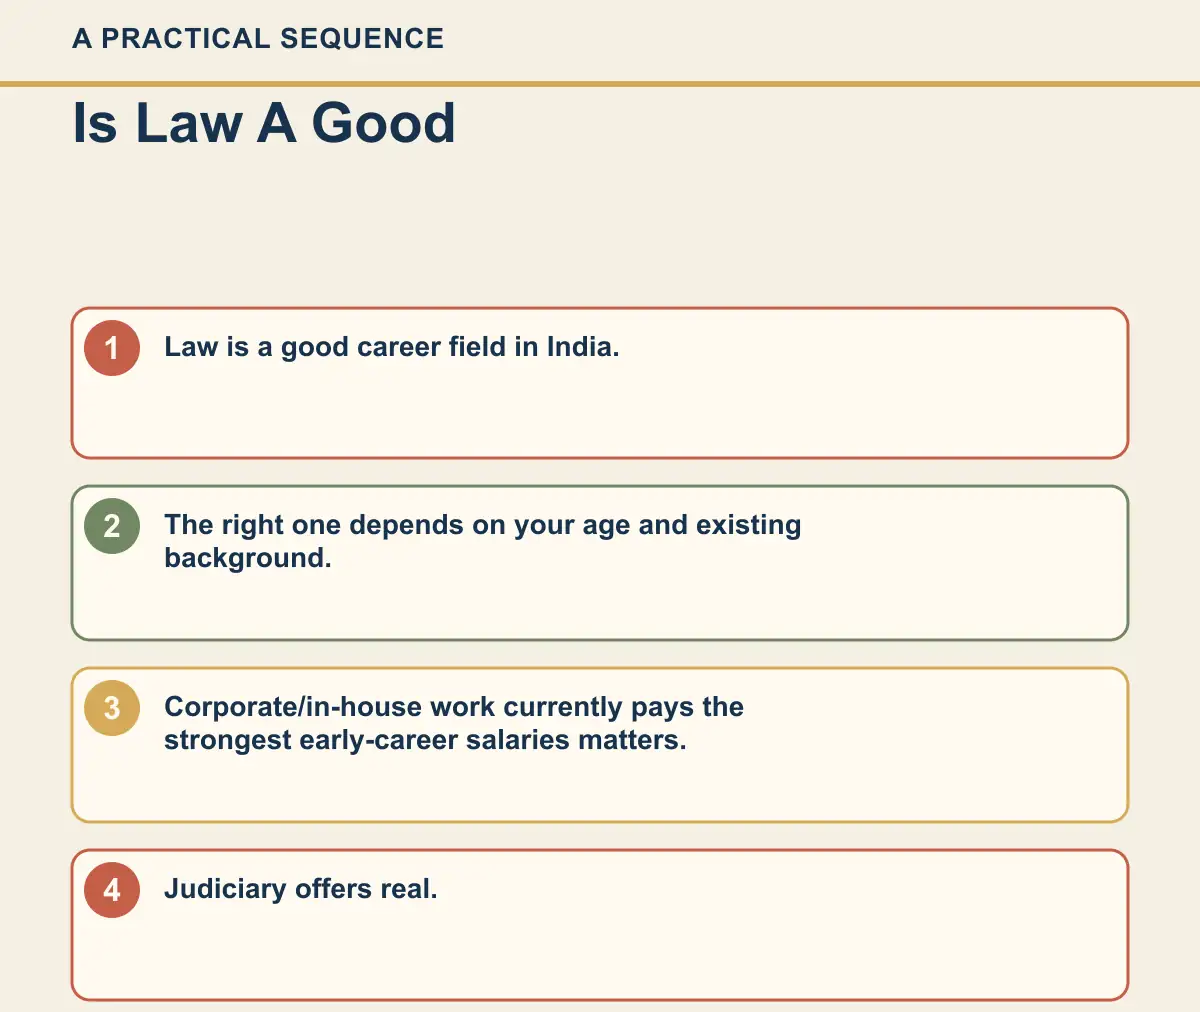 A PRACTICAL SEQUENCE
Is Law A Good
1
Law is a good career field in India.
2
The right one depends on your age and existing
background.
3
Corporate/in-house work currently pays the
strongest early-career salaries matters.
4
Judiciary offers real.